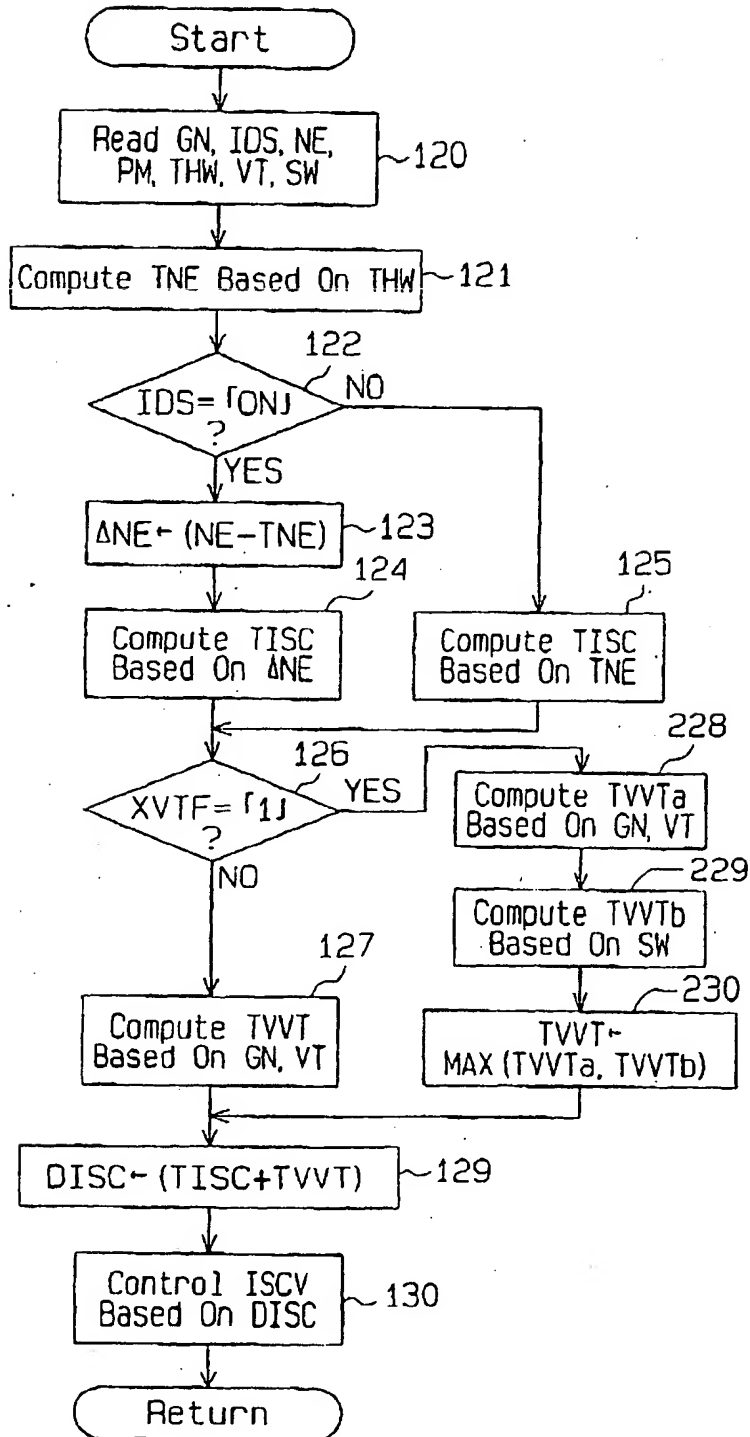 Start
Read GN, IDS, NE,
PM, THW, VT, SW
120
Compute TNE Based On THW
121
122
IDS=「ON」
?
NO
YES
ΔNE←(NE-TNE)
123
124
Compute TISC
Based On ΔNE
125
Compute TISC
Based On TNE
126
XVTF=「1」
?
YES
NO
228
Compute TVVTa
Based On GN, VT
229
Compute TVVTb
Based On SW
127
Compute TVVT
Based On GN, VT
230
TVVT←
MAX(TVVTa, TVVTb)
DISC←(TISC+TVVT)
129
Control ISCV
Based On DISC
130
Return